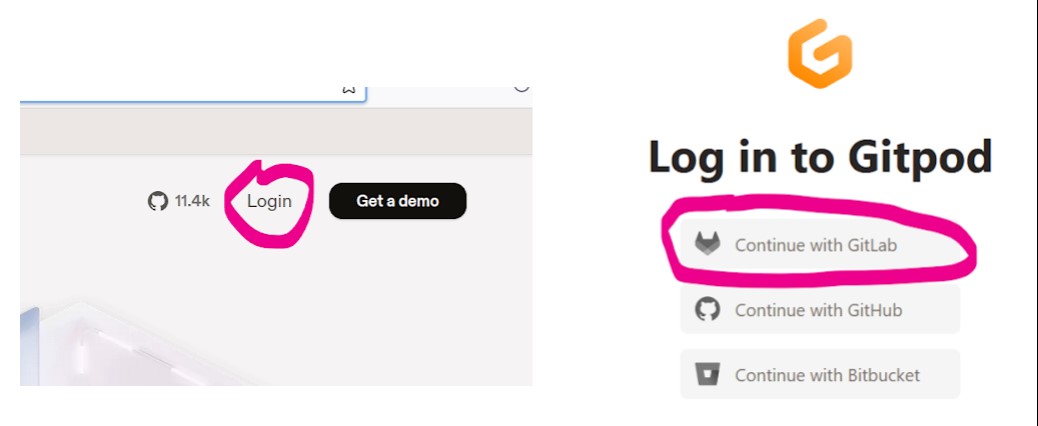 11.4k Login Get a demo
Log in to Gitpod
Continue with GitLab
Continue with GitHub
Continue with Bitbucket